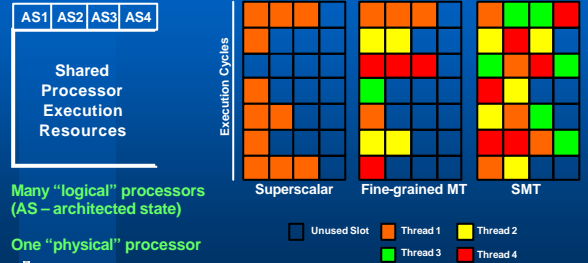 AS1 AS2 AS3 AS4
Shared
Processor
Execution
Resources
Many “logical” processors
(AS – architected state)
One “physical” processor
Execution Cycles
Superscalar
Fine-grained MT
SMT
Unused Slot
Thread 1
Thread 2
Thread 3
Thread 4